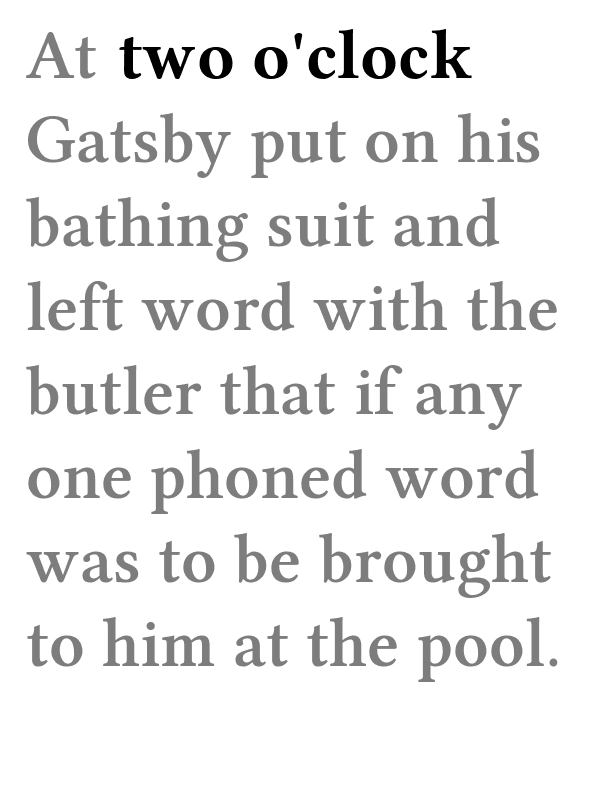 At two o'clock
Gatsby put on his
bathing suit and
left word with the
butler that if any
one phoned word
was to be brought
to him at the pool.